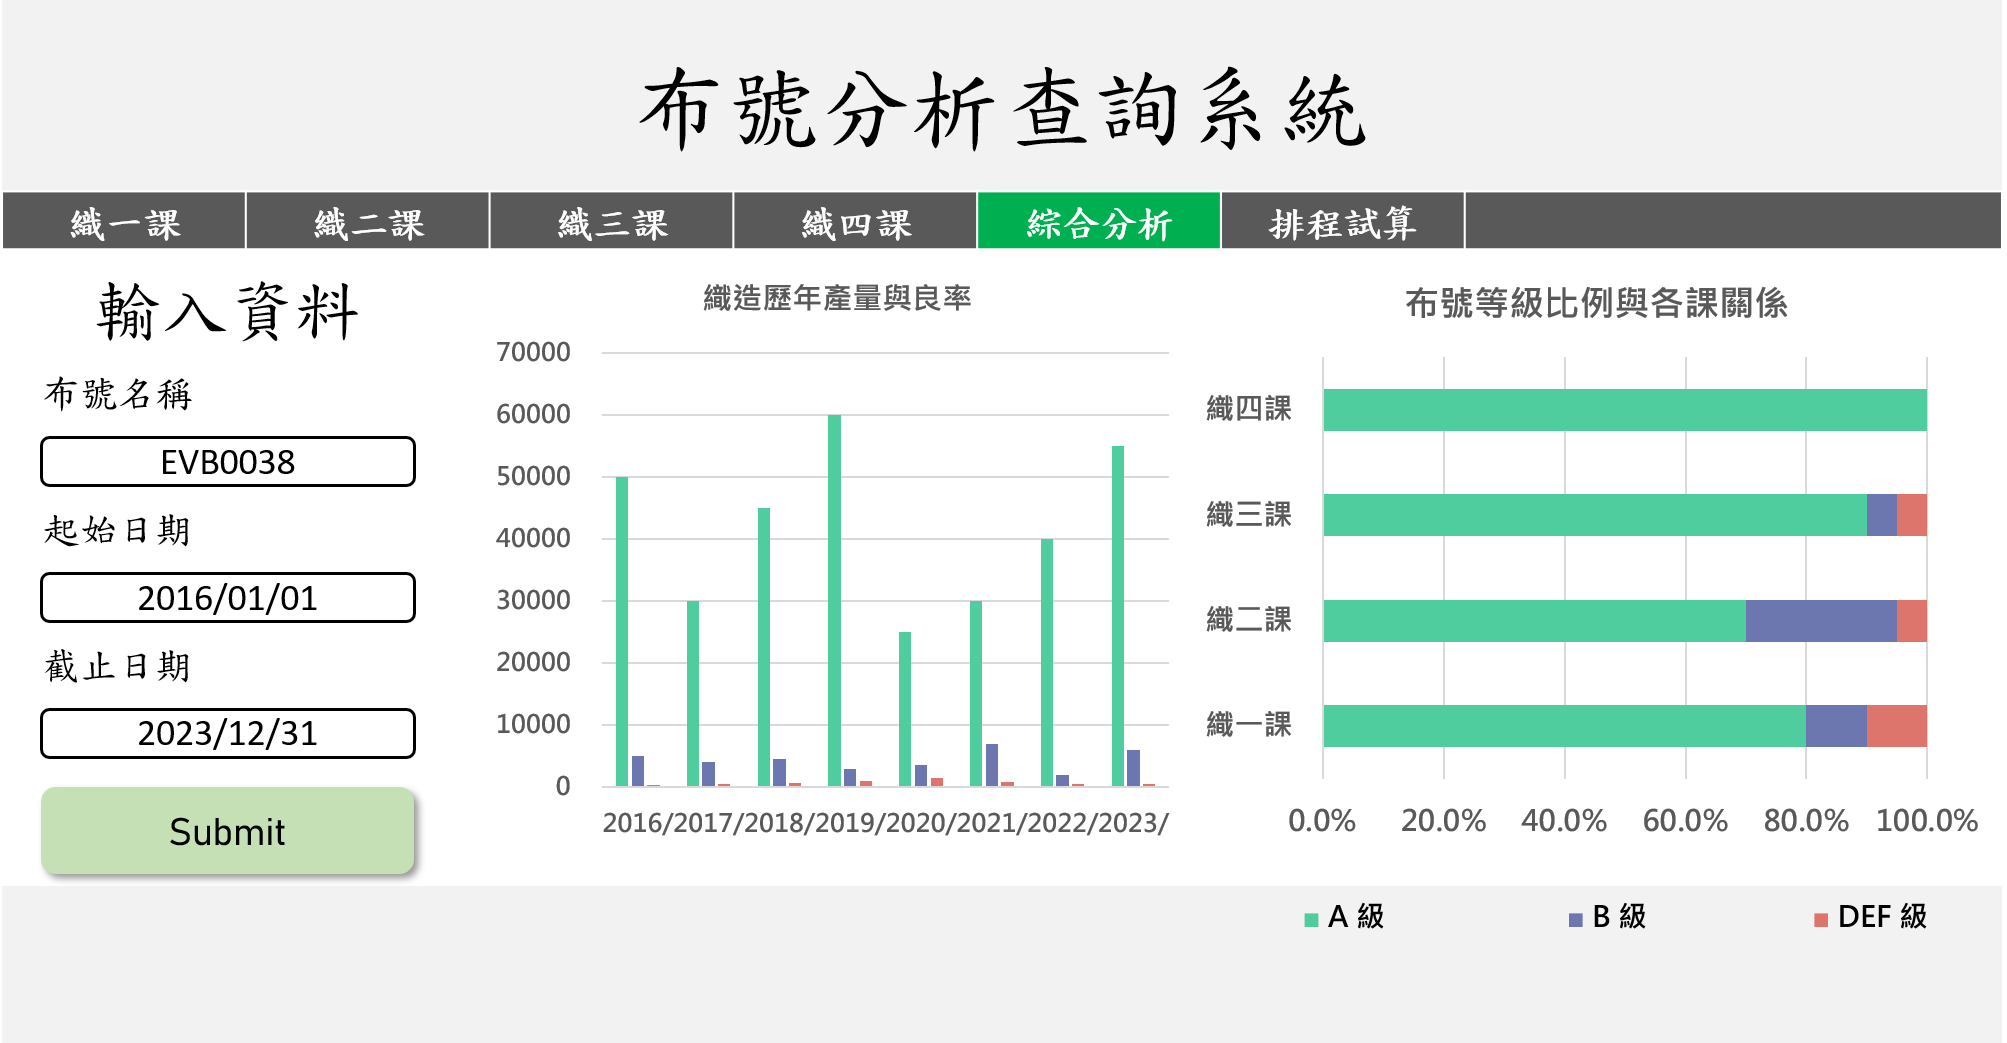 布號分析查詢系統
織一課 織二課 織三課 織四課 綜合分析 排程試算
輸入資料
布號名稱
EVB0038
起始日期
2016/01/01
截止日期
2023/12/31
Submit
織造歷年產量與良率
70000
60000
50000
40000
30000
20000
10000
0
2016/2017/2018/2019/2020/2021/2022/2023/
布號等級比例與各課關係
織四課
織三課
織二課
織一課
0.0% 20.0% 40.0% 60.0% 80.0% 100.0%
A 級 B 級 DEF 級